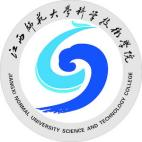 江西师范大学科学技术学院
JIANGXI NORMAL UNIVERSITY SCIENCE AND TECHNOLOGY COLLEGE